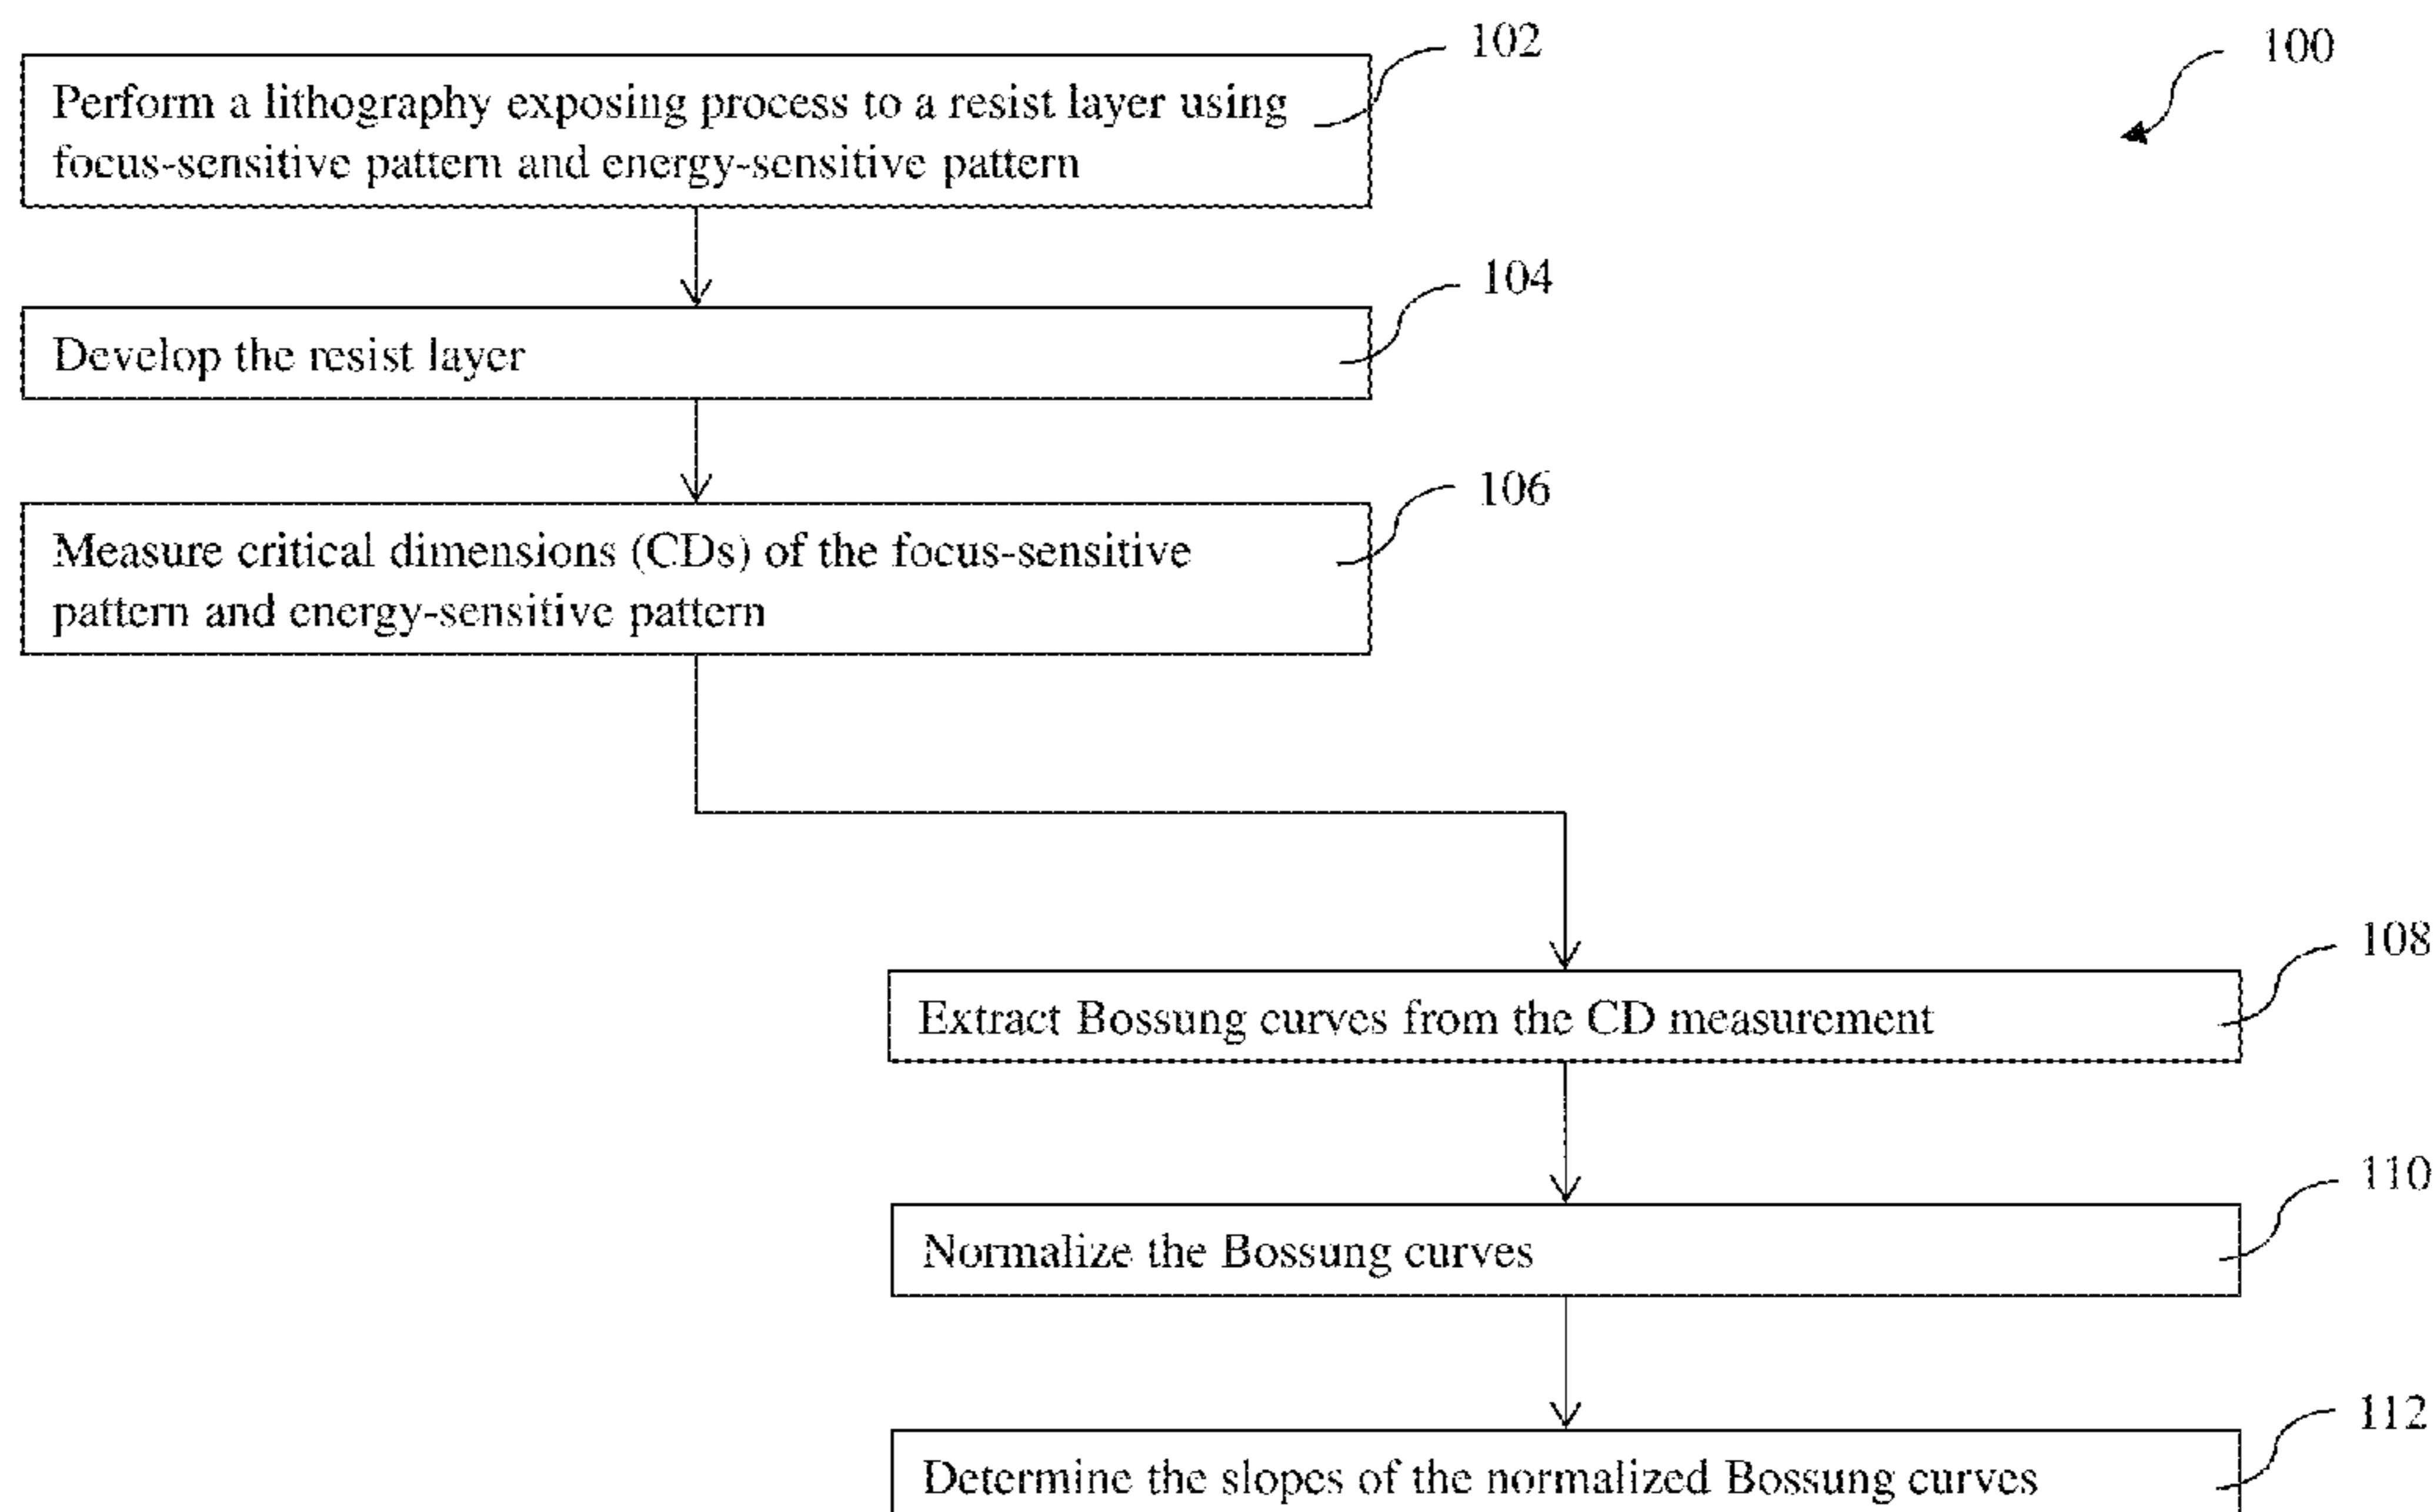 102
100
Perform a lithography exposing process to a resist layer using
focus-sensitive pattern and energy-sensitive pattern
104
Develop the resist layer
106
Measure critical dimensions (CDs) of the focus-sensitive
pattern and energy-sensitive pattern
108
Extract Bossung curves from the CD measurement
110
Normalize the Bossung curves
112
Determine the slopes of the normalized Bossung curves